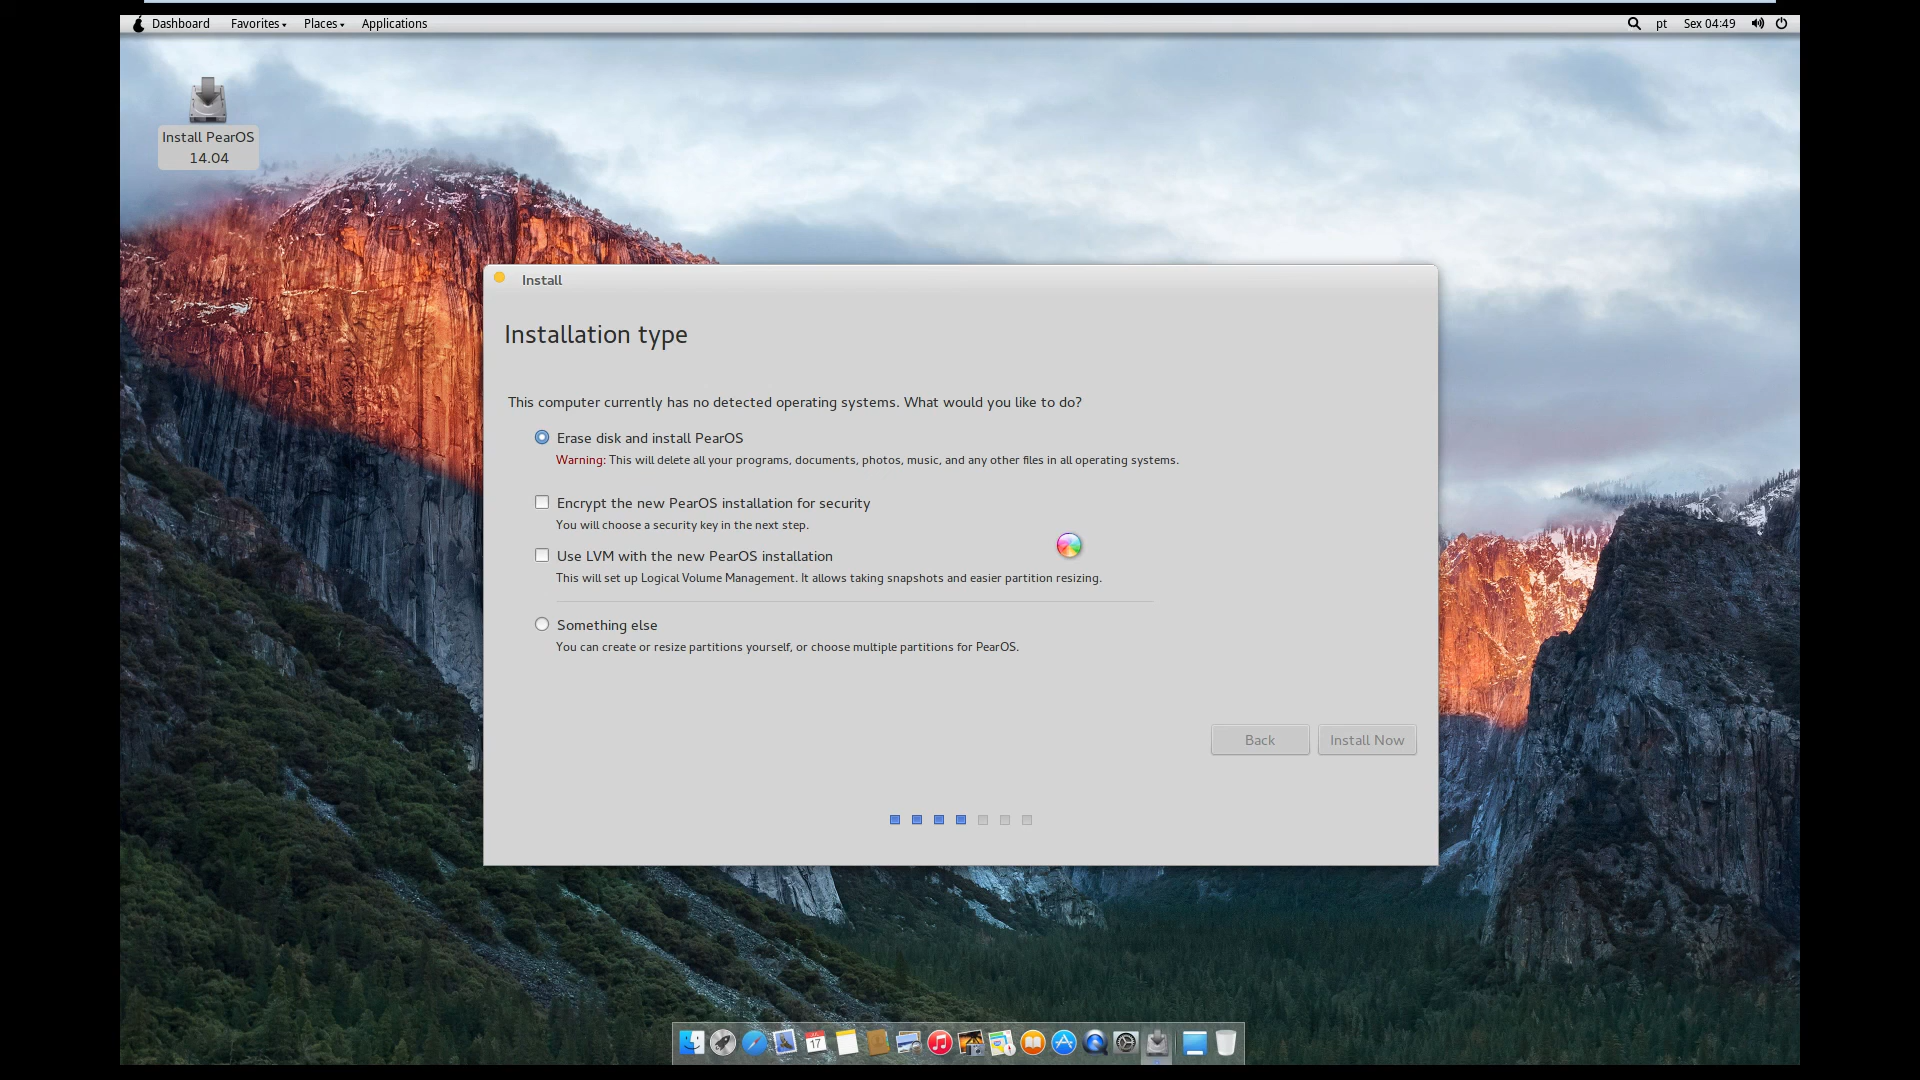 Dashboard Favorites Places Applications pt Sex 04:49
Install PearOS
14.04
Install
Installation type
This computer currently has no detected operating systems. What would you like to do?
Erase disk and install PearOS
Warning: This will delete all your programs, documents, photos, music, and any other files in all operating systems.
Encrypt the new PearOS installation for security
You will choose a security key in the next step.
Use LVM with the new PearOS installation
This will set up Logical Volume Management. It allows taking snapshots and easier partition resizing.
Something else
You can create or resize partitions yourself, or choose multiple partitions for PearOS.
Back Install Now
17